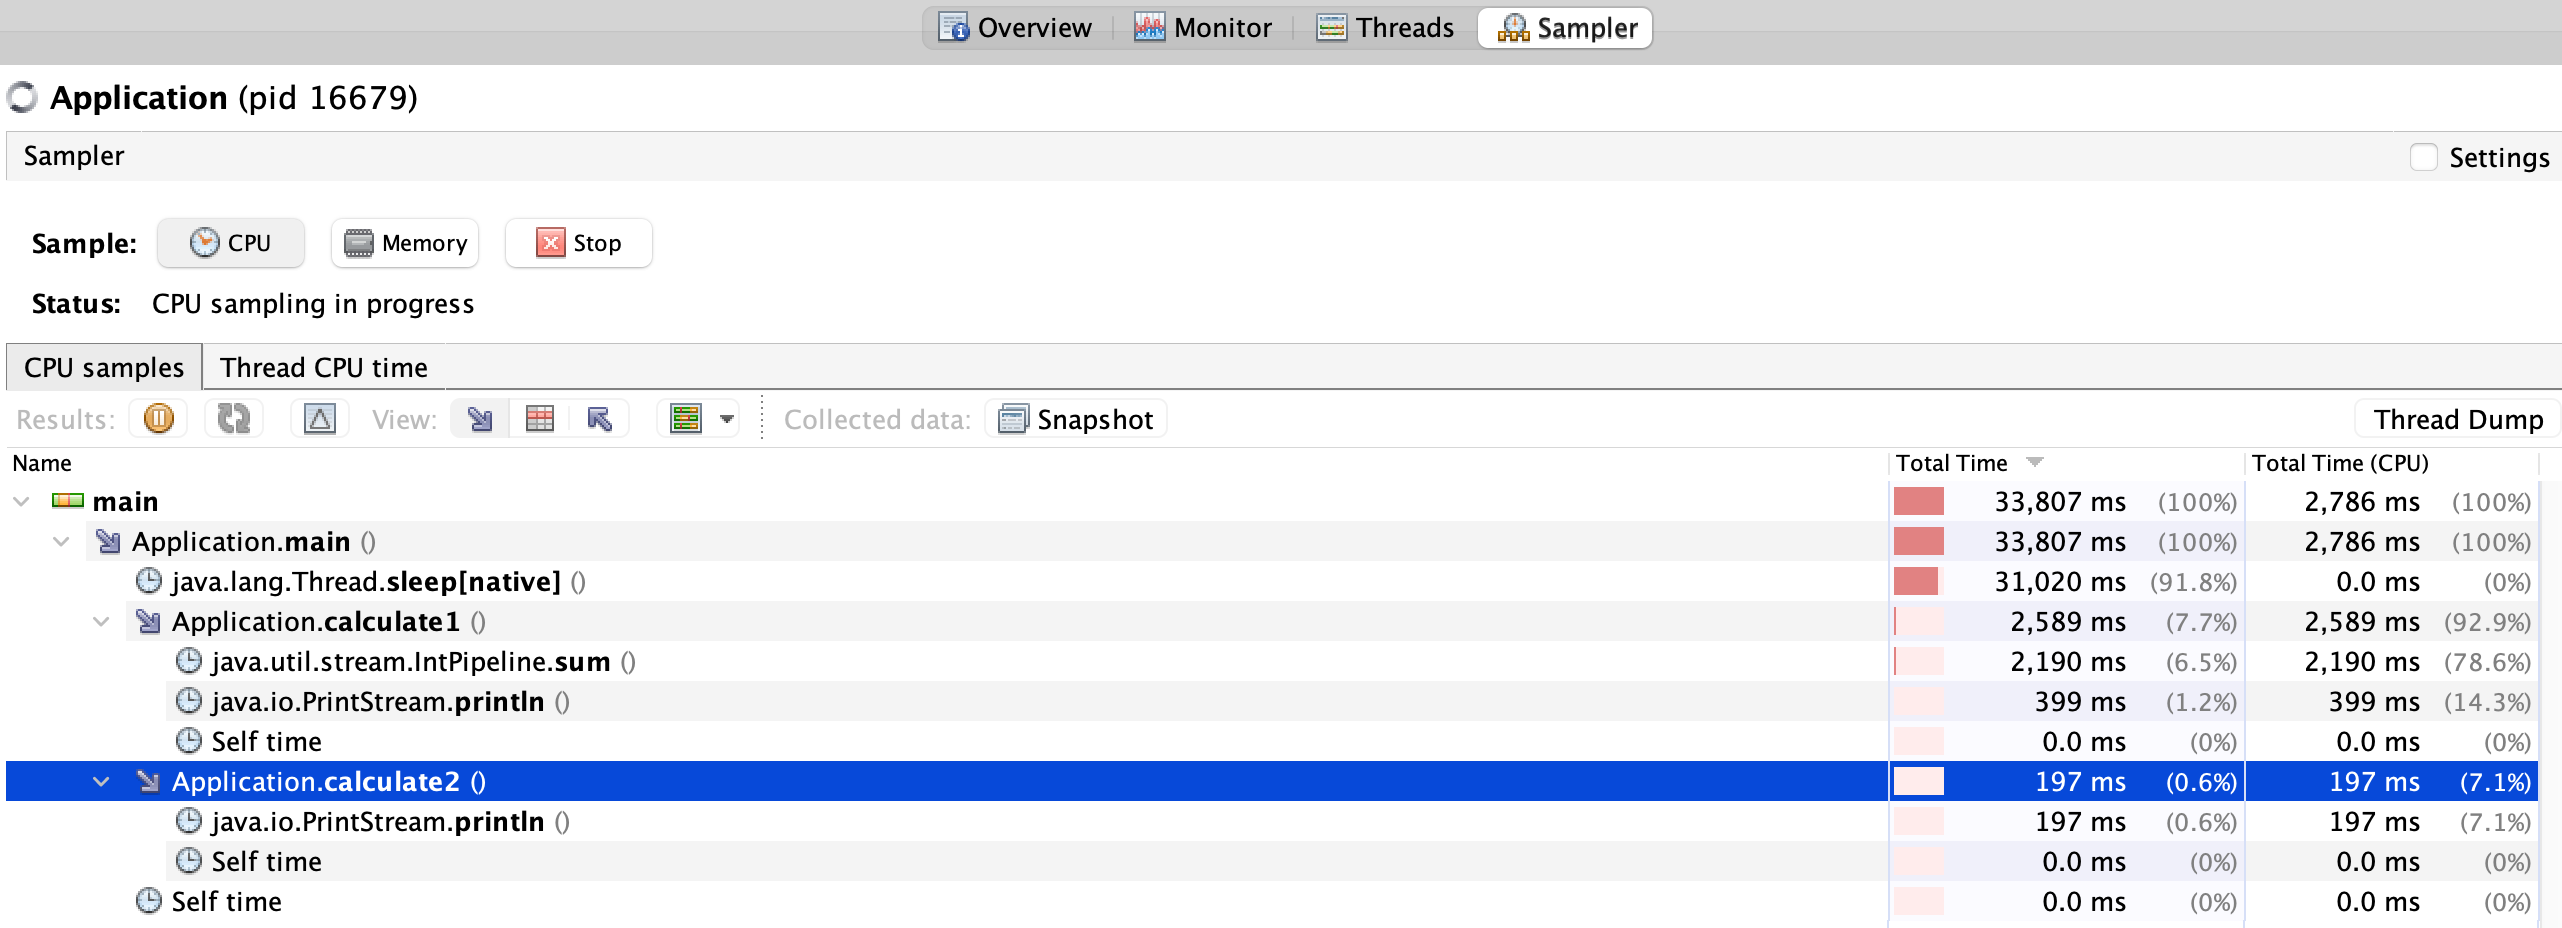 Overview Monitor Threads Sampler
Application (pid 16679)
Sampler Settings
Sample: CPU Memory Stop
Status: CPU sampling in progress
CPU samples Thread CPU time
Results: View: Collected data: Snapshot Thread Dump
Name Total Time Total Time (CPU)
main 33,807 ms (100%) 2,786 ms (100%)
Application.main () 33,807 ms (100%) 2,786 ms (100%)
java.lang.Thread.sleep[native] () 31,020 ms (91.8%) 0.0 ms (0%)
Application.calculate1 () 2,589 ms (7.7%) 2,589 ms (92.9%)
java.util.stream.IntPipeline.sum () 2,190 ms (6.5%) 2,190 ms (78.6%)
java.io.PrintStream.println () 399 ms (1.2%) 399 ms (14.3%)
Self time 0.0 ms (0%) 0.0 ms (0%)
Application.calculate2 () 197 ms (0.6%) 197 ms (7.1%)
java.io.PrintStream.println () 197 ms (0.6%) 197 ms (7.1%)
Self time 0.0 ms (0%) 0.0 ms (0%)
Self time 0.0 ms (0%) 0.0 ms (0%)